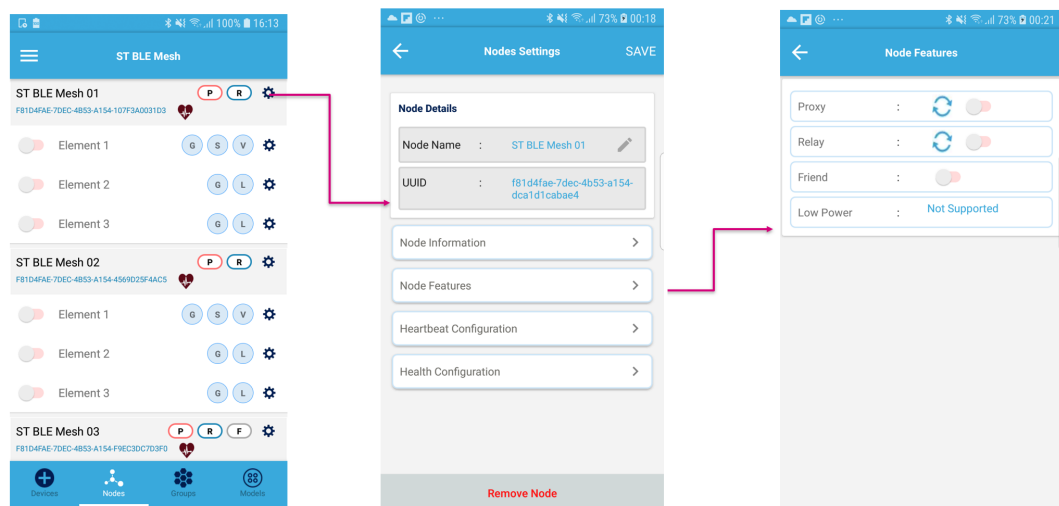 100% 16:13
ST BLE Mesh
ST BLE Mesh 01 P R
F81D4FAE-7DEC-4B53-A154-107F3A0031D3
Element 1 G S V
Element 2 G L
Element 3 G L
ST BLE Mesh 02 P R
F81D4FAE-7DEC-4B53-A154-4569D25F4AC5
Element 1 G S V
Element 2 G L
Element 3 G L
ST BLE Mesh 03 P R F
F81D4FAE-7DEC-4B53-A154-F9EC3DC7D3F0
Devices Nodes Groups Models
73% 00:18
Nodes Settings SAVE
Node Details
Node Name : ST BLE Mesh 01
UUID : f81d4fae-7dec-4b53-a154-
dca1d1cabae4
Node Information
Node Features
Heartbeat Configuration
Health Configuration
Remove Node
73% 00:21
Node Features
Proxy :
Relay :
Friend :
Low Power : Not Supported